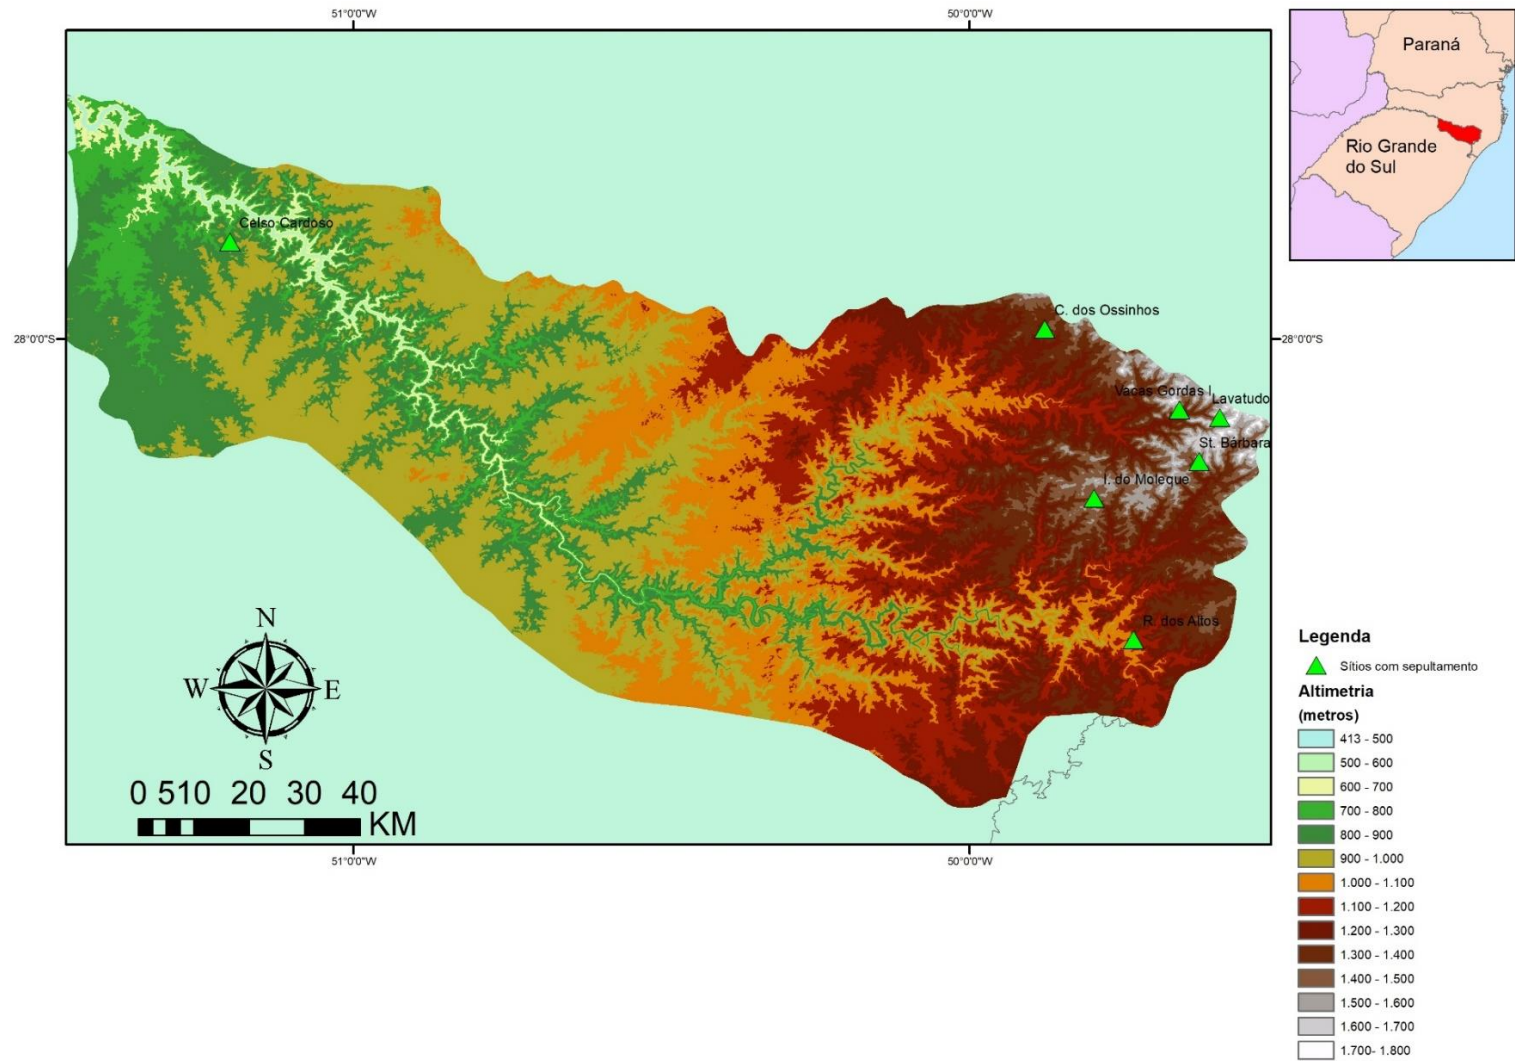 51°0'0"W
50°0'0"W
Paraná
Rio Grande
do Sul
Celso Cardoso
C. dos Ossinhos
28°0'0"S
28°0'0"S
Vacas Gordas I
Lavatudo
St. Bárbara
I. do Moleque
R. dos Altos
N
W
E
S
0 5 10 20 30 40
KM
51°0'0"W
50°0'0"W
Legenda
Sítios com sepultamento
Altimetria
(metros)
413 - 500
500 - 600
600 - 700
700 - 800
800 - 900
900 - 1.000
1.000 - 1.100
1.100 - 1.200
1.200 - 1.300
1.300 - 1.400
1.400 - 1.500
1.500 - 1.600
1.600 - 1.700
1.700- 1.800